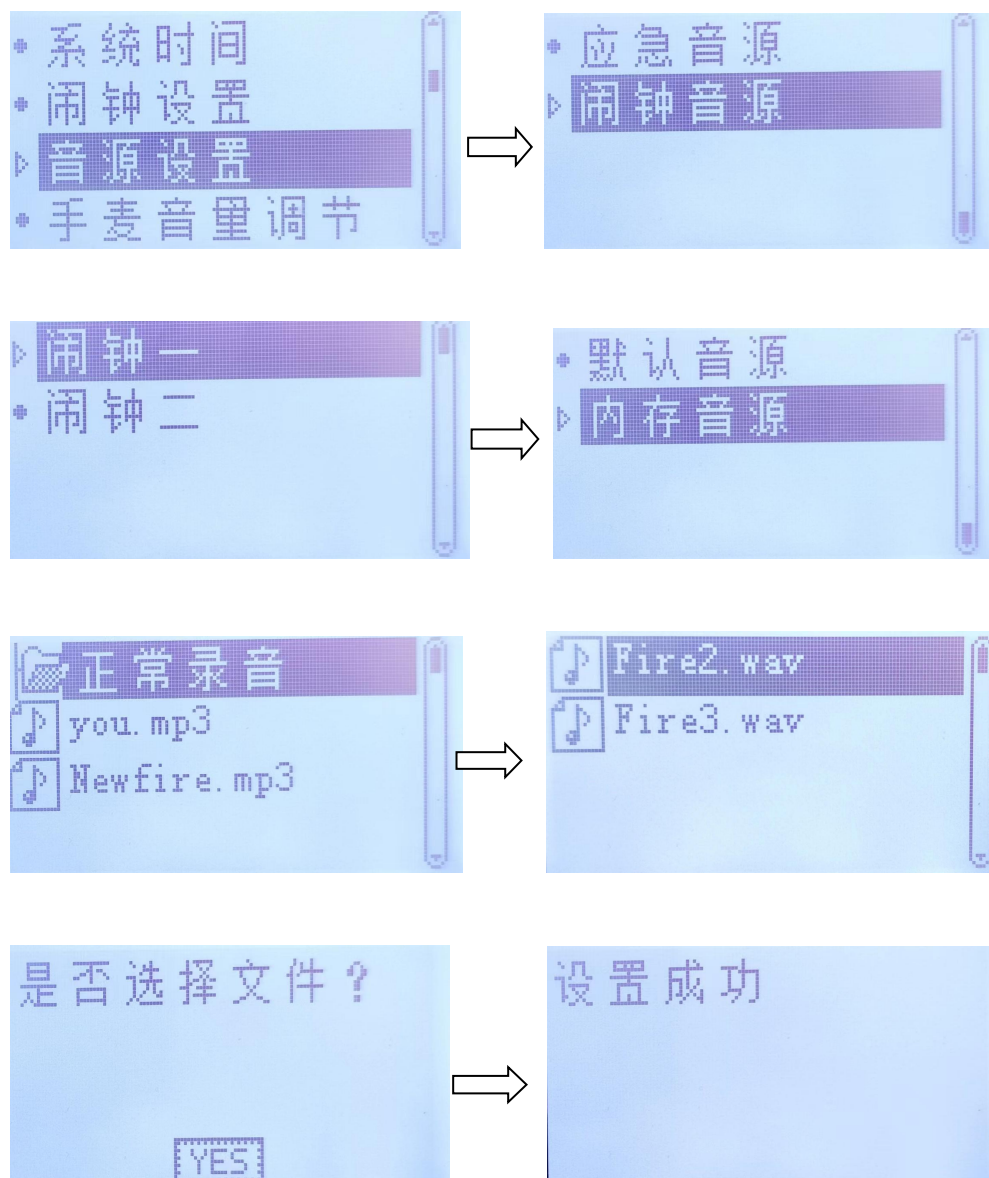 系统时间
闹钟设置
音源设置
手麦音量调节
应急音源
闹钟音源
闹钟一
闹钟二
默认音源
内存音源
正常录音
you.mp3
Newfire.mp3
Fire2.wav
Fire3.wav
是否选择文件？
YES
设置成功